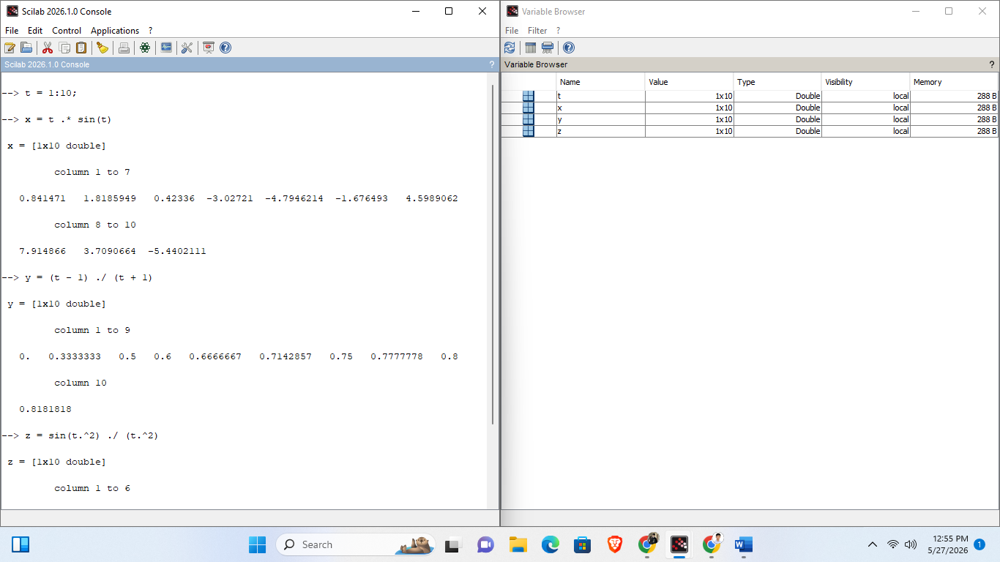 Scilab 2026.1.0 Console
File Edit Control Applications ?
Scilab 2026.1.0 Console ?
--> t = 1:10;
--> x = t .* sin(t)
x = [1x10 double]
column 1 to 7
0.841471 1.8185949 0.42336 -3.02721 -4.7946214 -1.676493 4.5989062
column 8 to 10
7.914866 3.7090664 -5.4402111
--> y = (t - 1) ./ (t + 1)
y = [1x10 double]
column 1 to 9
0. 0.3333333 0.5 0.6 0.6666667 0.7142857 0.75 0.7777778 0.8
column 10
0.8181818
--> z = sin(t.^2) ./ (t.^2)
z = [1x10 double]
column 1 to 6
Variable Browser
File Filter ?
Variable Browser ?
Name Value Type Visibility Memory
t 1x10 Double local 288 B
x 1x10 Double local 288 B
y 1x10 Double local 288 B
z 1x10 Double local 288 B
Search
12:55 PM
5/27/2026
1